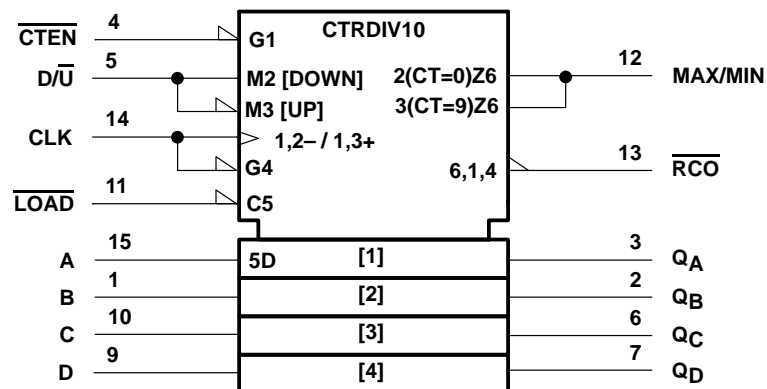 CTRDIV10
CTEN 4 G1
D/U 5 M2 [DOWN] 2(CT=0)Z6 12 MAX/MIN
M3 [UP] 3(CT=9)Z6
CLK 14 1,2– / 1,3+
G4 6,1,4 13 RCO
LOAD 11 C5
A 15 5D [1] 3 QA
B 1 [2] 2 QB
C 10 [3] 6 QC
D 9 [4] 7 QD